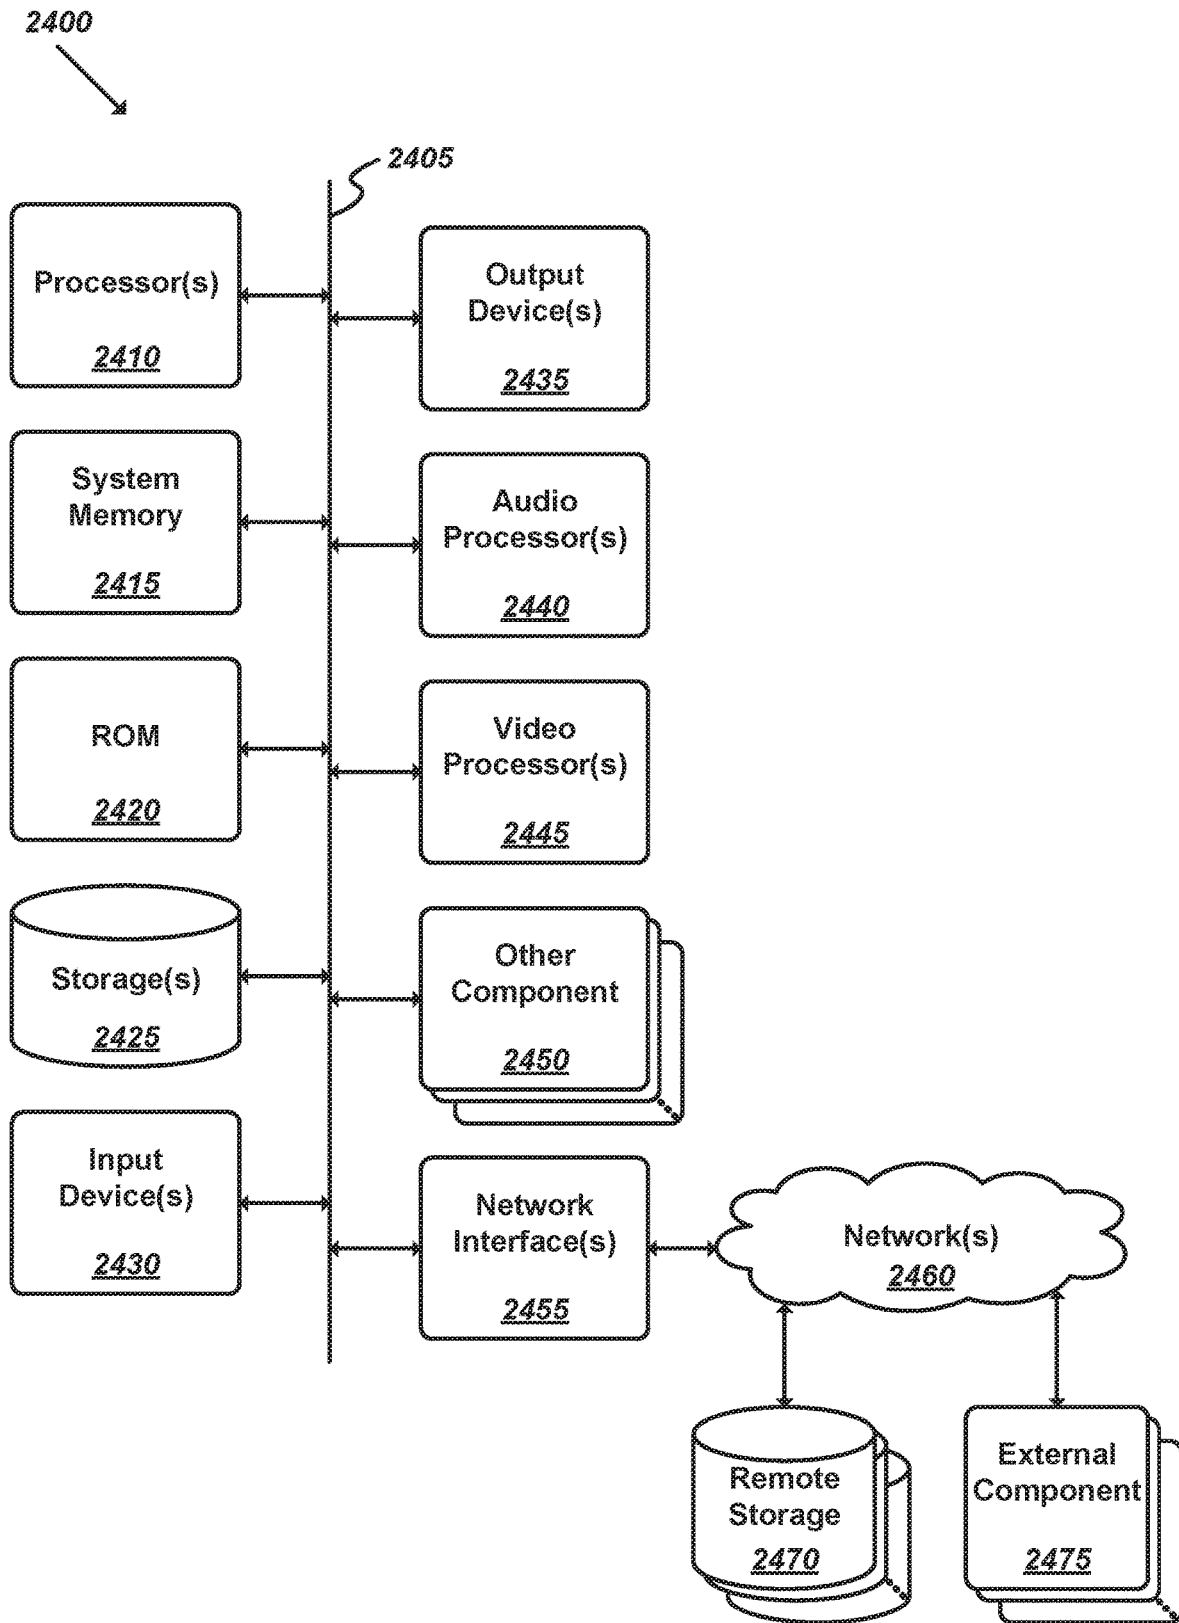 2400
2405
Processor(s)
2410
Output
Device(s)
2435
System
Memory
2415
Audio
Processor(s)
2440
ROM
2420
Video
Processor(s)
2445
Storage(s)
2425
Other
Component
2450
Input
Device(s)
2430
Network
Interface(s)
2455
Network(s)
2460
Remote
Storage
2470
External
Component
2475